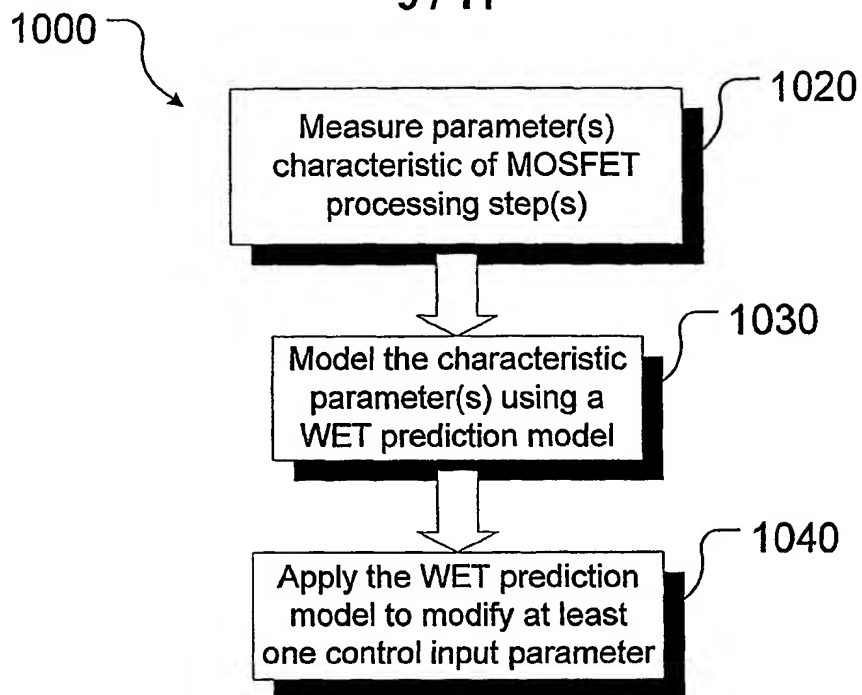 1000
1020
Measure parameter(s)
characteristic of MOSFET
processing step(s)
1030
Model the characteristic
parameter(s) using a
WET prediction model
1040
Apply the WET prediction
model to modify at least
one control input parameter